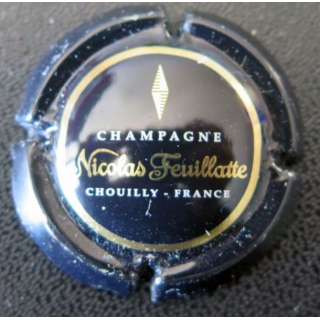 CHAMPAGNE
Nicolas Feuillatte
CHOUILLY - FRANCE